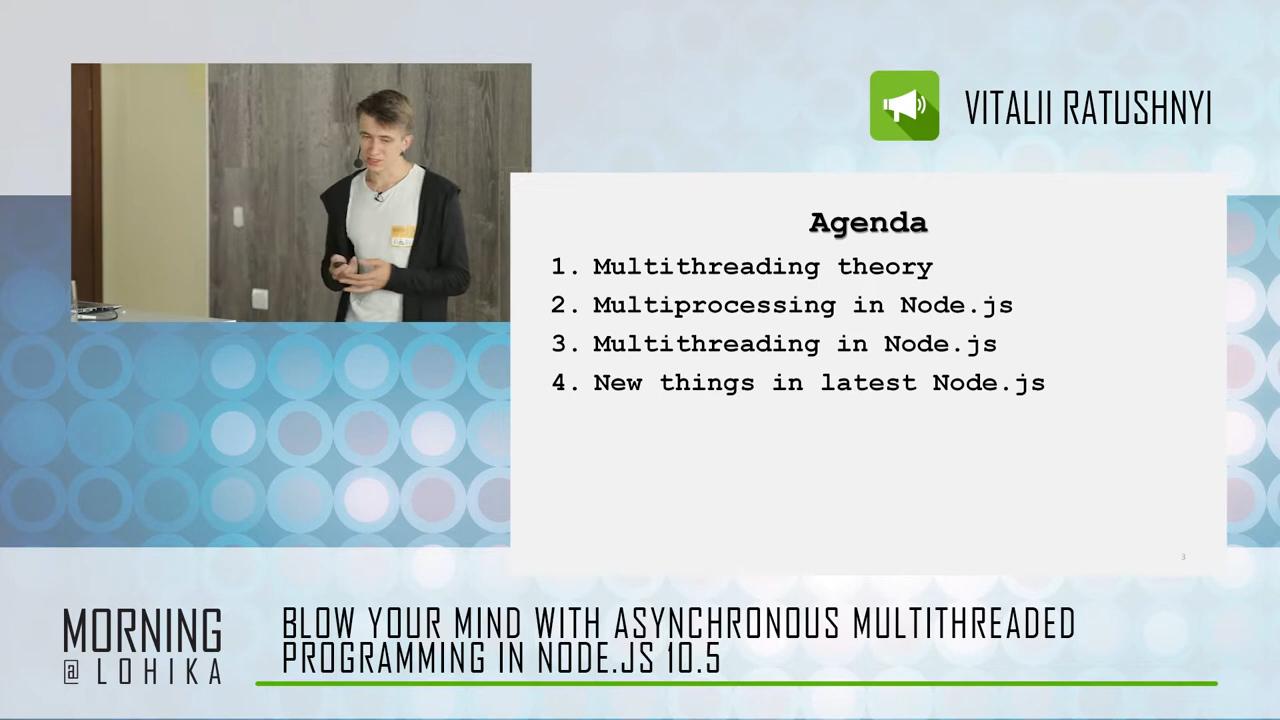 VITALII RATUSHNYI
Agenda
1. Multithreading theory
2. Multiprocessing in Node.js
3. Multithreading in Node.js
4. New things in latest Node.js
3
MORNING
@ LOHIKA
BLOW YOUR MIND WITH ASYNCHRONOUS MULTITHREADED
PROGRAMMING IN NODE.JS 10.5